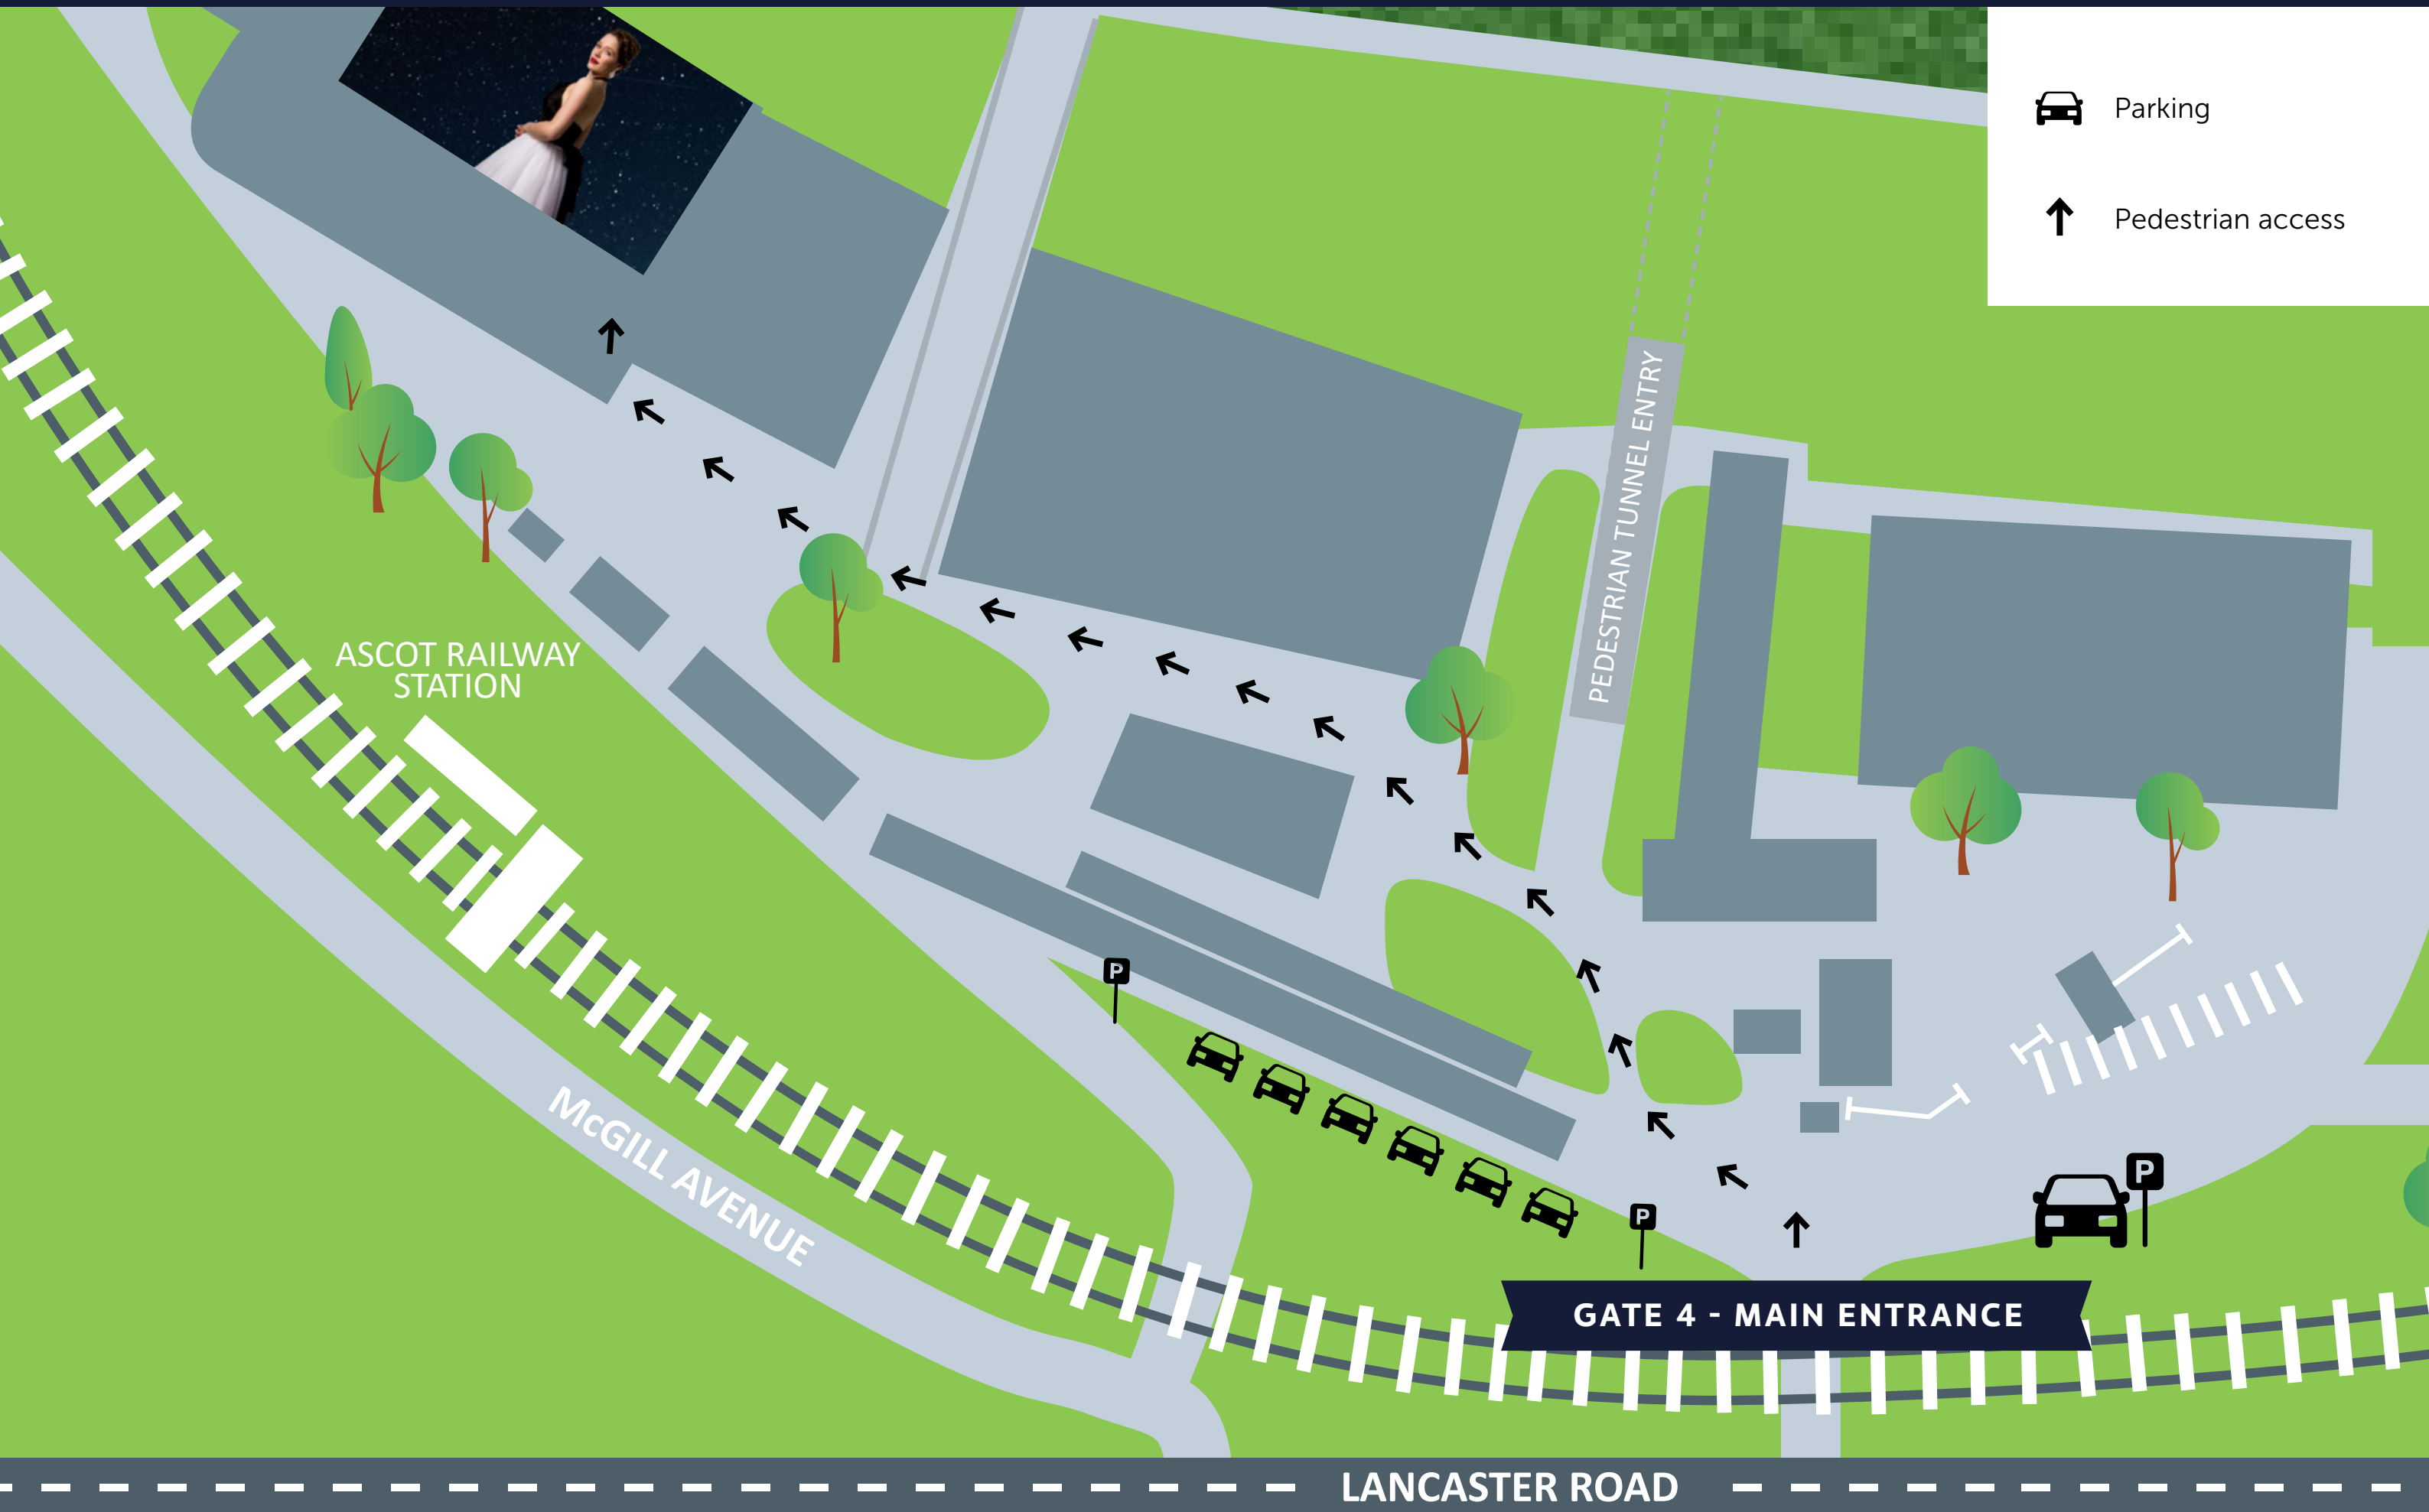 Parking
Pedestrian access
PEDESTRIAN TUNNEL ENTRY
ASCOT RAILWAY
STATION
P
McGILL AVENUE
P
P
GATE 4 - MAIN ENTRANCE
LANCASTER ROAD